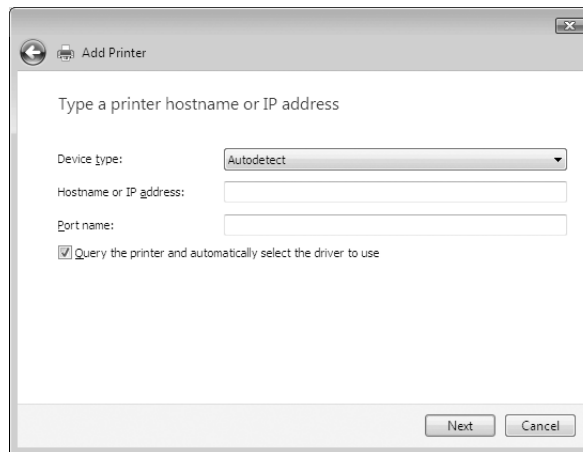 Add Printer
Type a printer hostname or IP address
Device type: Autodetect
Hostname or IP address:
Port name:
Query the printer and automatically select the driver to use
Next Cancel